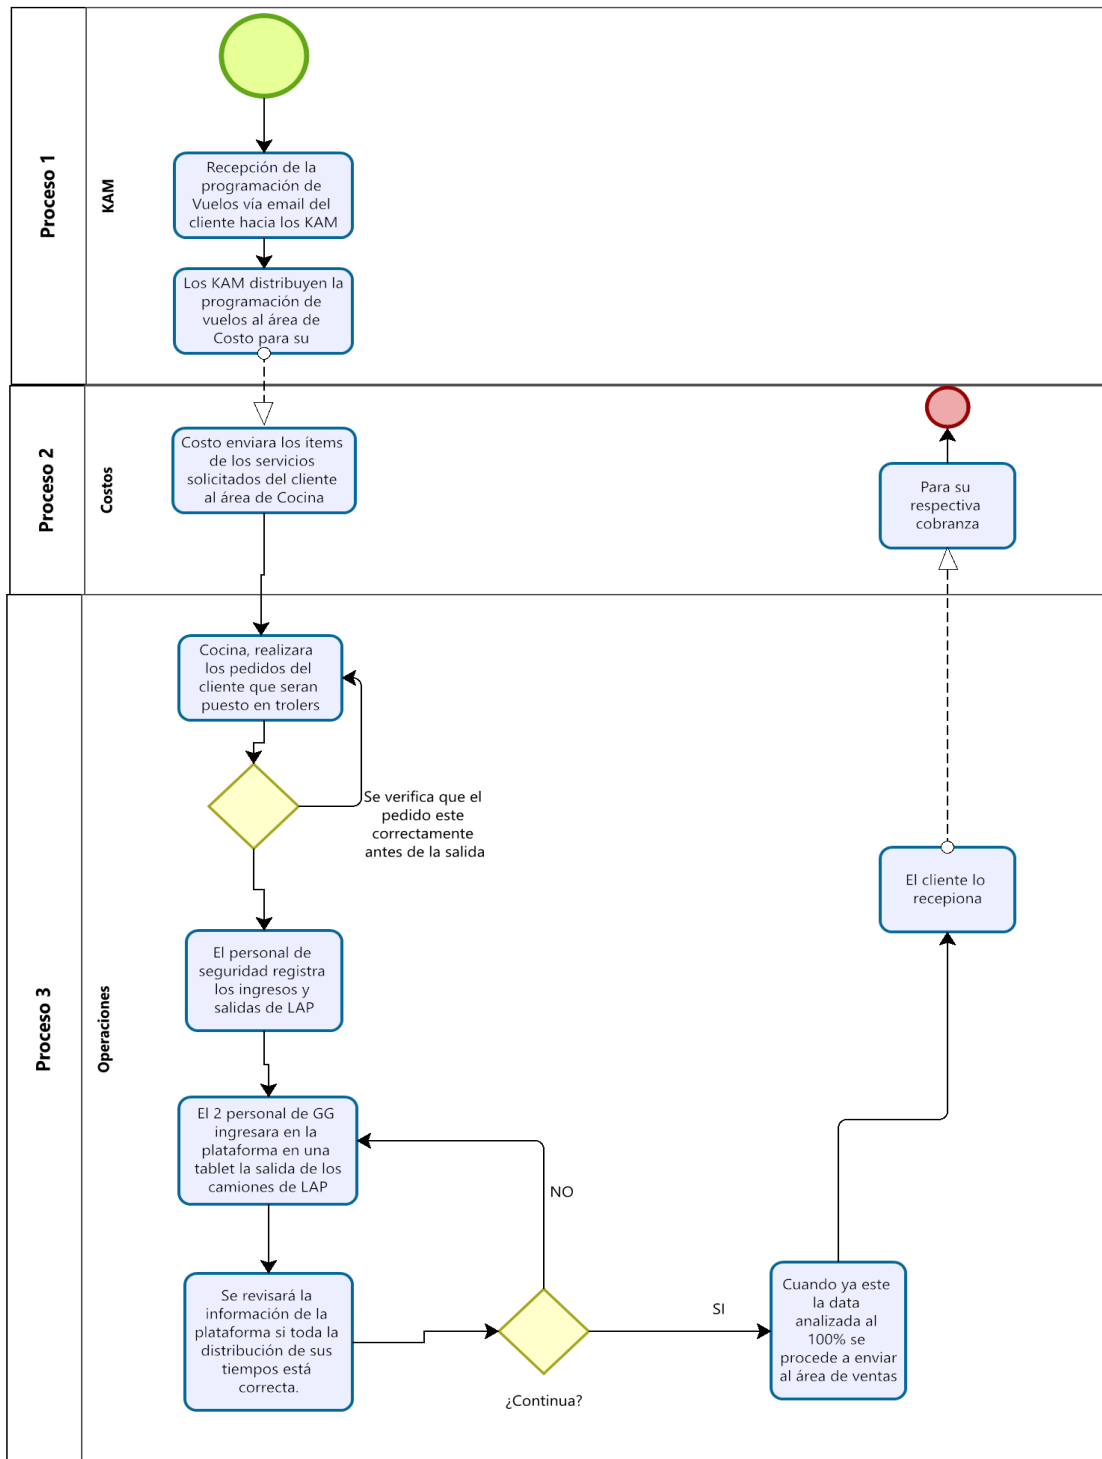 Proceso 1
KAM
Recepción de la
programación de
Vuelos vía email del
cliente hacia los KAM
Los KAM distribuyen la
programación de
vuelos al área de
Costo para su
Proceso 2
Costos
Costo enviara los ítems
de los servicios
solicitados del cliente
al área de Cocina
Para su
respectiva
cobranza
Proceso 3
Operaciones
Cocina, realizara
los pedidos del
cliente que seran
puesto en trolers
Se verifica que el
pedido este
correctamente
antes de la salida
El personal de
seguridad registra
los ingresos y
salidas de LAP
El 2 personal de GG
ingresara en la
plataforma en una
tablet la salida de los
camiones de LAP
Se revisará la
información de la
plataforma si toda la
distribución de sus
tiempos está
correcta.
NO
¿Continua?
SI
Cuando ya este
la data
analizada al
100% se
procede a enviar
al área de ventas
El cliente lo
recepiona